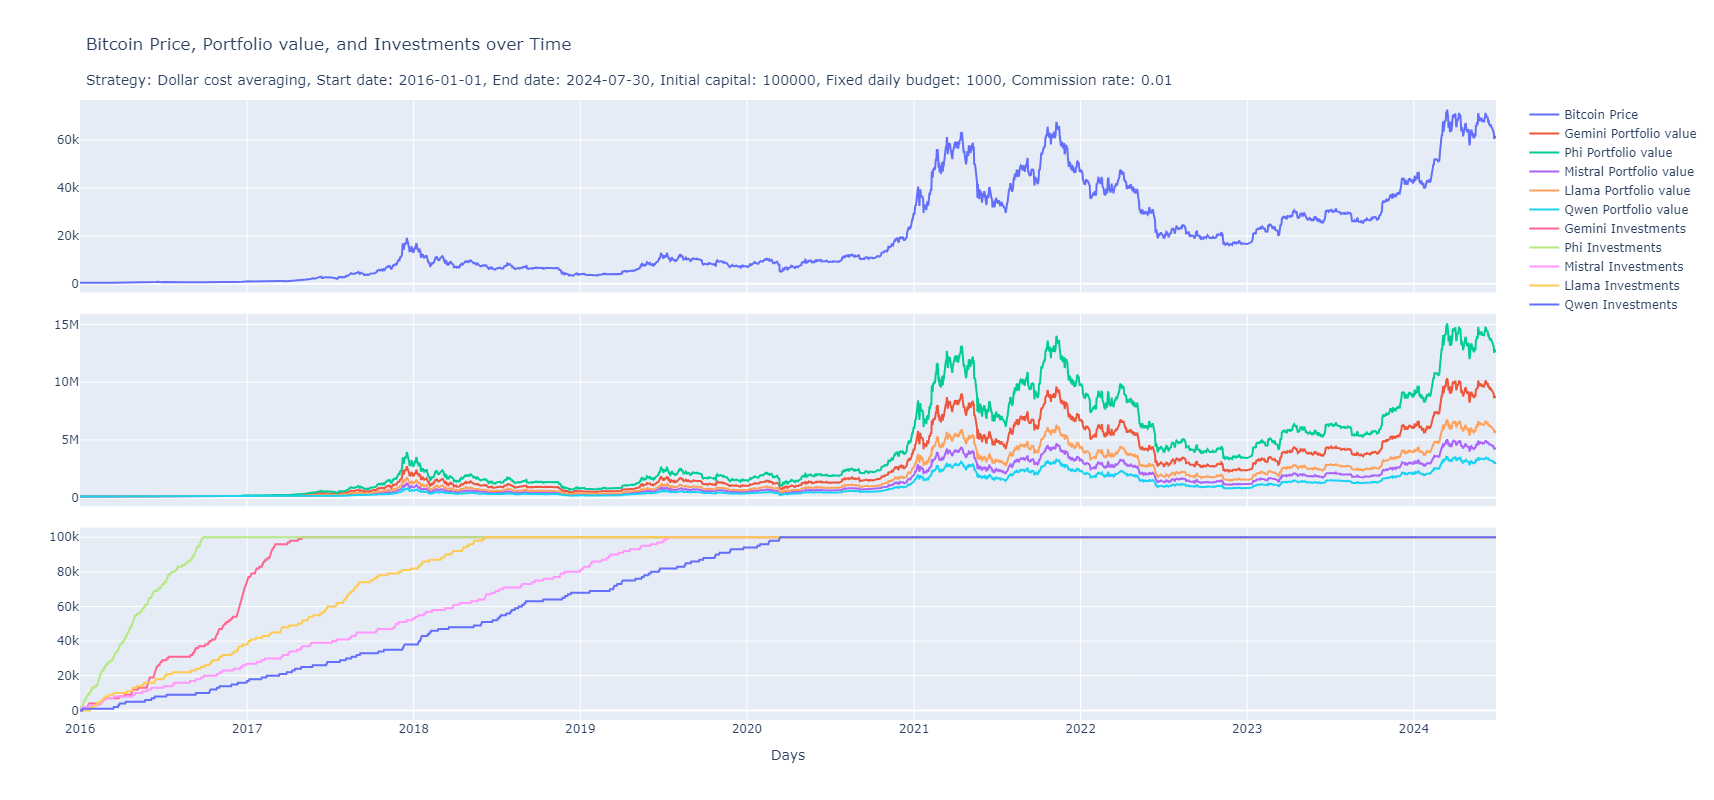 Bitcoin Price, Portfolio value, and Investments over Time
Strategy: Dollar cost averaging, Start date: 2016-01-01, End date: 2024-07-30, Initial capital: 100000, Fixed daily budget: 1000, Commission rate: 0.01
60k
40k
20k
0
Bitcoin Price
Gemini Portfolio value
Phi Portfolio value
Mistral Portfolio value
Llama Portfolio value
Qwen Portfolio value
Gemini Investments
Phi Investments
Mistral Investments
Llama Investments
Qwen Investments
15M
10M
5M
0
100k
80k
60k
40k
20k
0
2016 2017 2018 2019 2020 2021 2022 2023 2024
Days